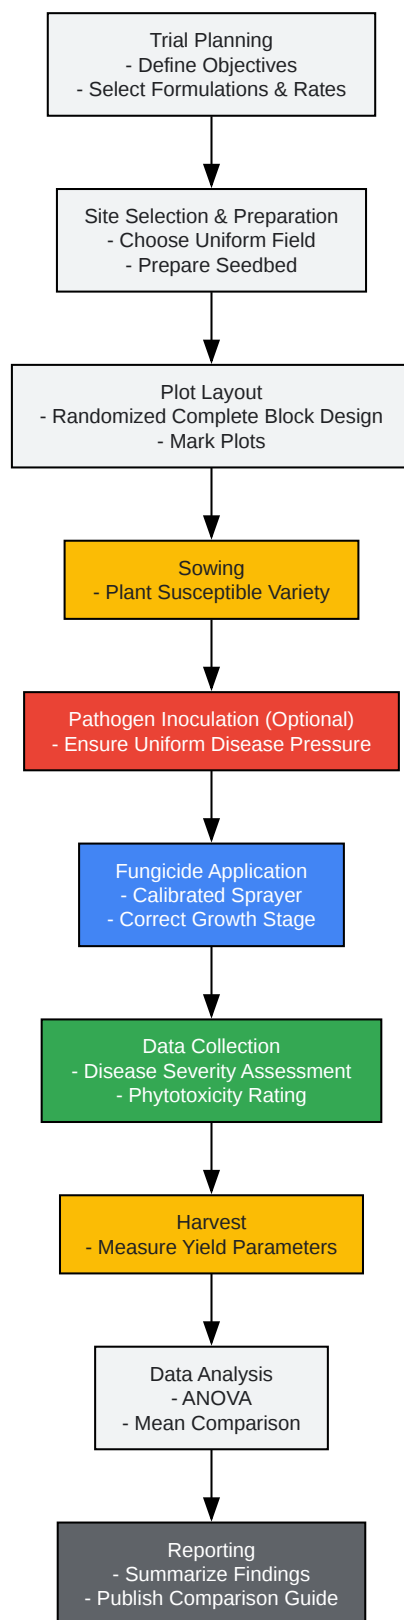 Trial Planning
- Define Objectives
- Select Formulations & Rates
Site Selection & Preparation
- Choose Uniform Field
- Prepare Seedbed
Plot Layout
- Randomized Complete Block Design
- Mark Plots
Sowing
- Plant Susceptible Variety
Pathogen Inoculation (Optional)
- Ensure Uniform Disease Pressure
Fungicide Application
- Calibrated Sprayer
- Correct Growth Stage
Data Collection
- Disease Severity Assessment
- Phytotoxicity Rating
Harvest
- Measure Yield Parameters
Data Analysis
- ANOVA
- Mean Comparison
Reporting
- Summarize Findings
- Publish Comparison Guide